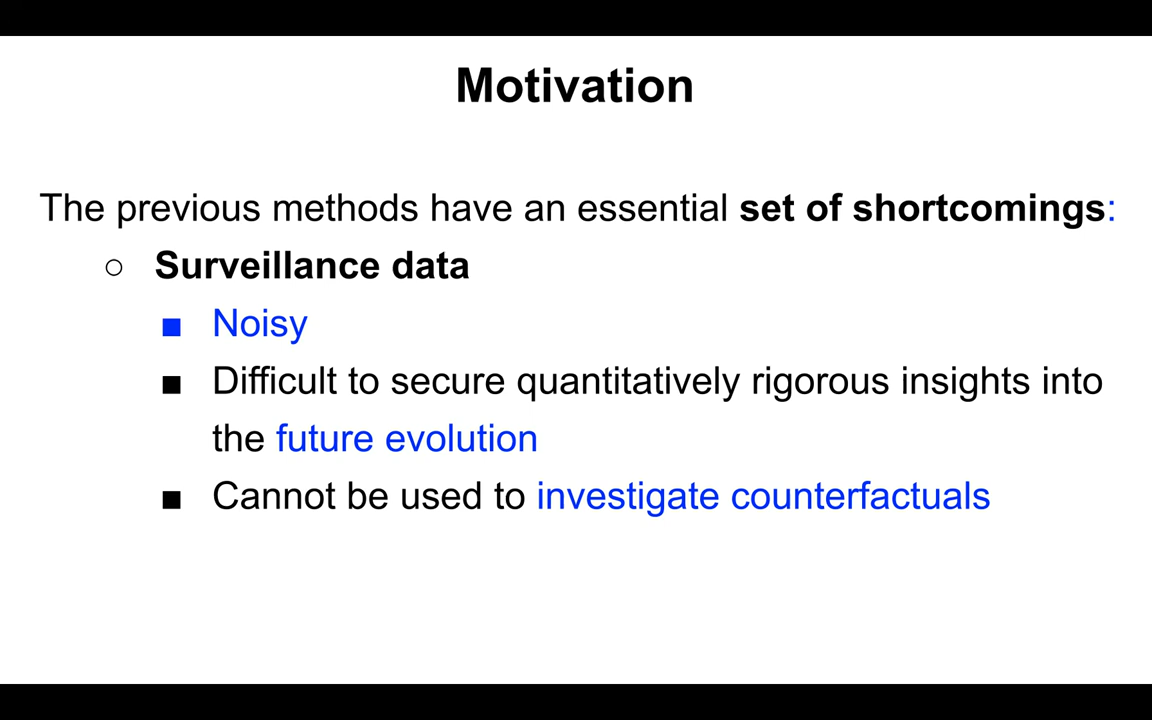 Motivation
The previous methods have an essential set of shortcomings:
○ Surveillance data
■ Noisy
■ Difficult to secure quantitatively rigorous insights into
the future evolution
■ Cannot be used to investigate counterfactuals